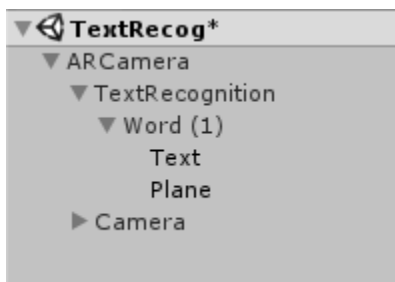 TextRecog*
ARCamera
TextRecognition
Word (1)
Text
Plane
Camera